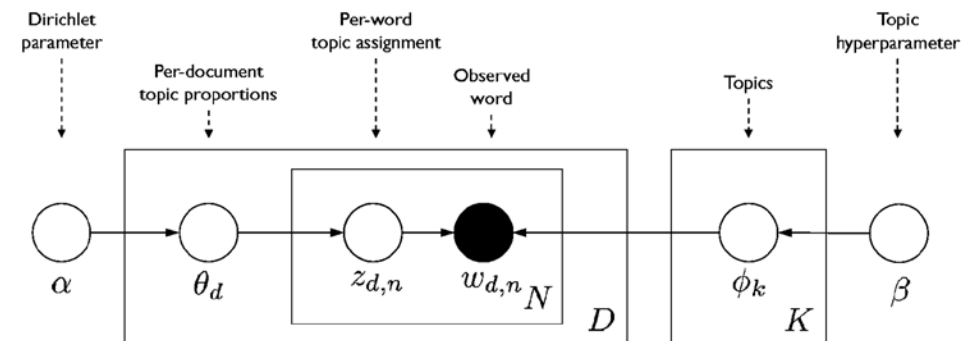 Dirichlet
parameter
Per-document
topic proportions
Per-word
topic assignment
Observed
word
Topics
Topic
hyperparameter
α
θ_d
z_{d,n}
w_{d,n}
N
D
ϕ_k
K
β